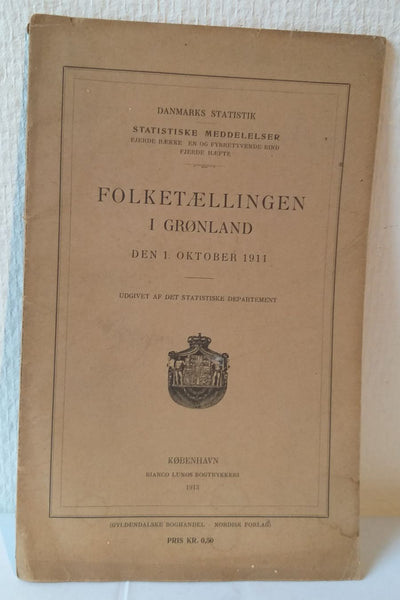 DANMARKS STATISTIK
STATISTISKE MEDDELELSER
FJERDE RÆKKE EN OG FYRRETYVENDE BIND
FJERDE HÆFTE
FOLKETÆLLINGEN
I GRØNLAND
DEN 1. OKTOBER 1911
UDGIVET AF DET STATISTISKE DEPARTEMENT
KØBENHAVN
BIANCO LUNOS BOGTRYKKERI
1913
(GYLDENDALSKE BOGHANDEL NORDISK FORLAG)
PRIS KR. 0,50